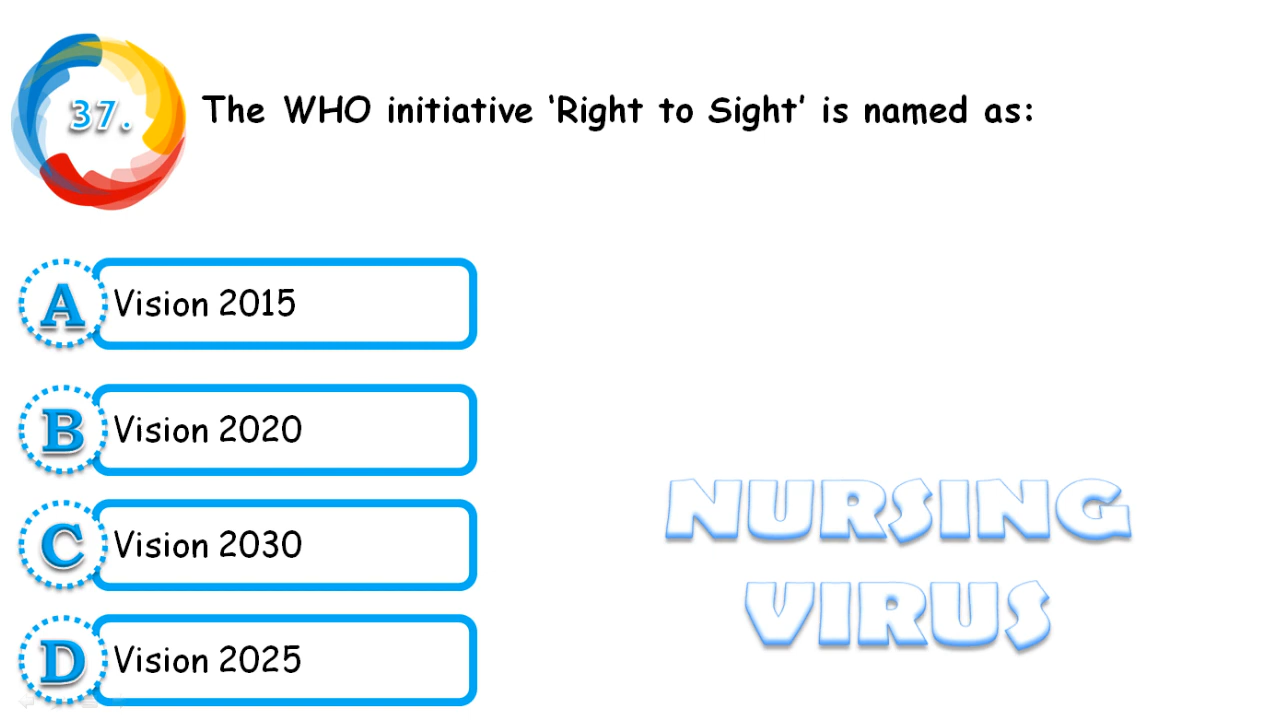 37.
The WHO initiative ‘Right to Sight’ is named as:
A Vision 2015
B Vision 2020
C Vision 2030
D Vision 2025
NURSING
VIRUS